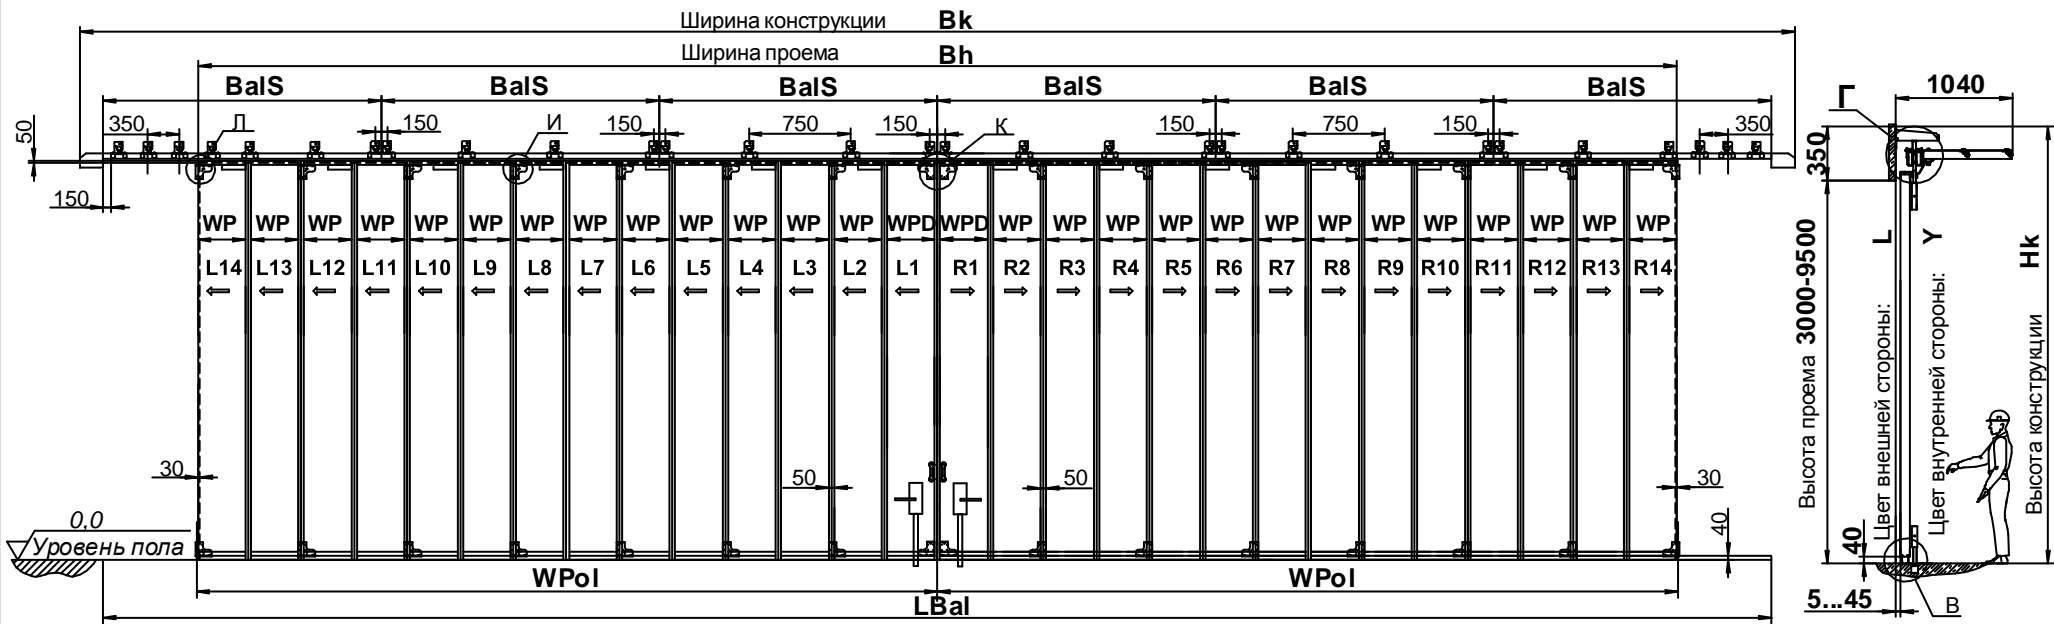 Ширина конструкции Bk
Ширина проема Bh
BalS BalS BalS BalS BalS BalS
1040
Г
50
350 Л 150 И 150 750 150 К 150 750 150 350
350
150
WP WP WP WP WP WP WP WP WP WP WP WP WP WPD WPD WP WP WP WP WP WP WP WP WP WP WP WP WP
L14 L13 L12 L11 L10 L9 L8 L7 L6 L5 L4 L3 L2 L1 R1 R2 R3 R4 R5 R6 R7 R8 R9 R10 R11 R12 R13 R14
Высота проема 3000-9500
Цвет внешней стороны: L
Цвет внутренней стороны: Y
Высота конструкции Hk
30 50 50 30
0,0
Уровень пола
40
40
WPol WPol
LBal
5...45
В